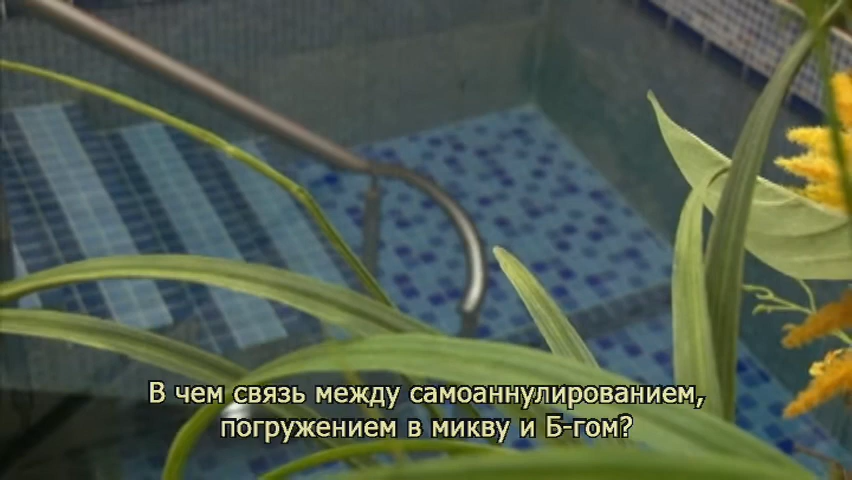 В чем связь между самоаннулированием,
погружением в микву и Б-гом?